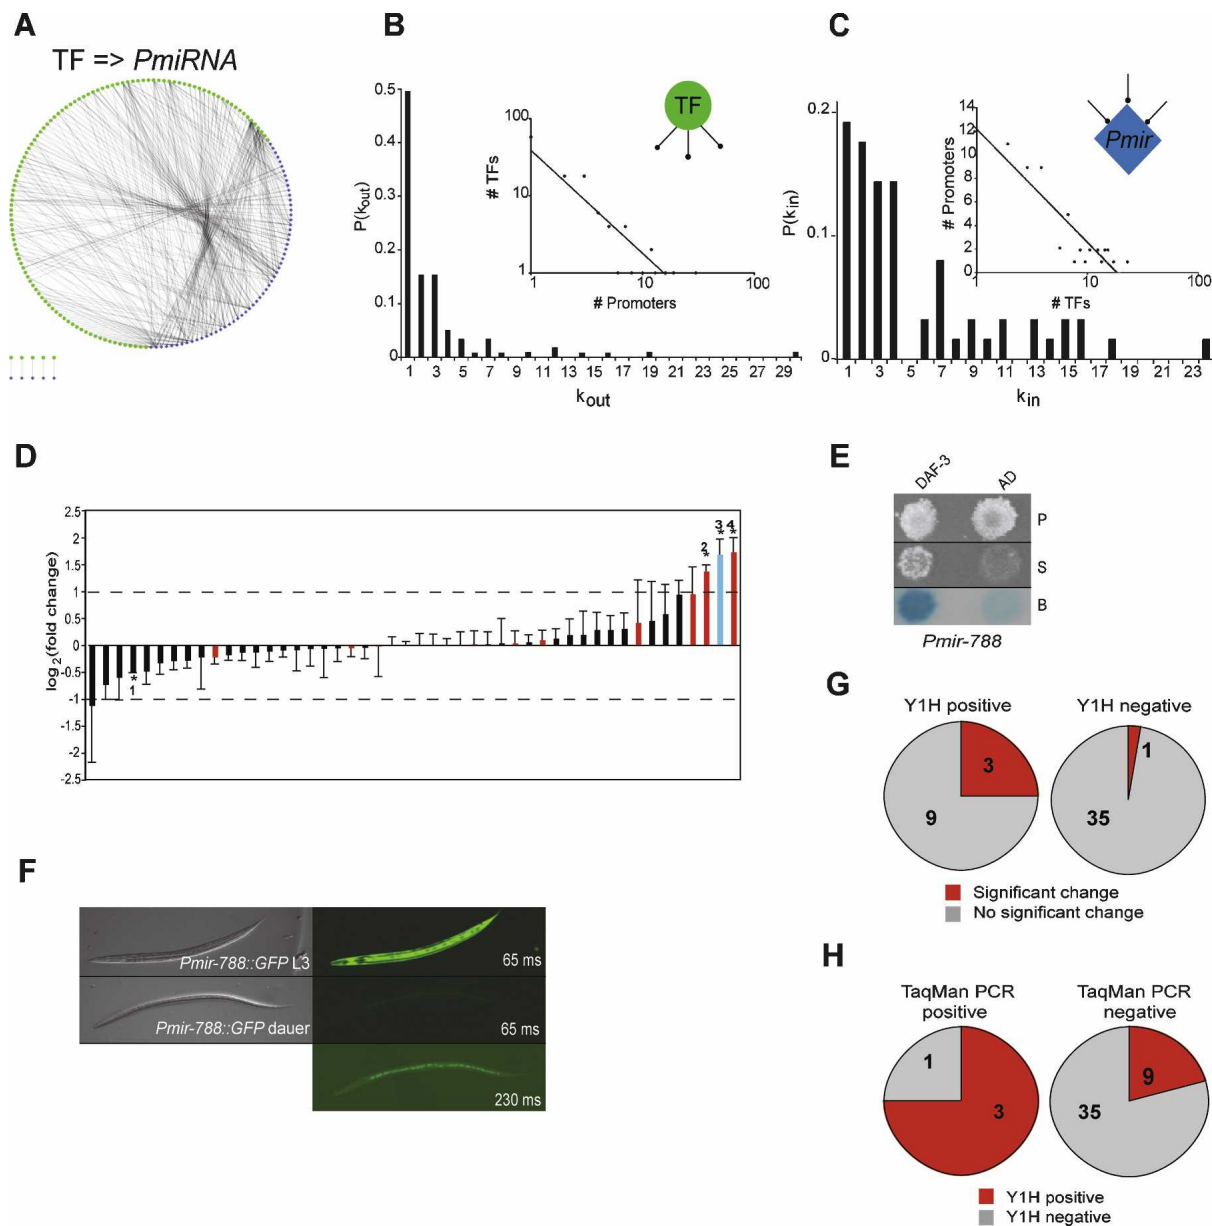 A
TF => PmiRNA
B
0.5
0.4
0.3
0.2
0.1
0
P(kout)
1 3 5 7 9 11 13 15 17 19 21 23 25 27 29
kout
100
10
1
# TFs
1 10 100
# Promoters
TF
C
0.2
0.1
0
P(kin)
1 3 5 7 9 11 13 15 17 19 21 23
kin
14
12
10
8
6
4
2
0
# Promoters
1 10 100
# TFs
Pmir
D
2.5
2
1.5
1
0.5
0
-0.5
-1
-1.5
-2
-2.5
log2(fold change)
*
1
2
*
3 4
* *
E
DAF-3 AD
P
S
B
Pmir-788
F
Pmir-788::GFP L3
65 ms
Pmir-788::GFP dauer
65 ms
230 ms
G
Y1H positive
3
9
Y1H negative
1
35
Significant change
No significant change
H
TaqMan PCR
positive
1
3
TaqMan PCR
negative
9
35
Y1H positive
Y1H negative